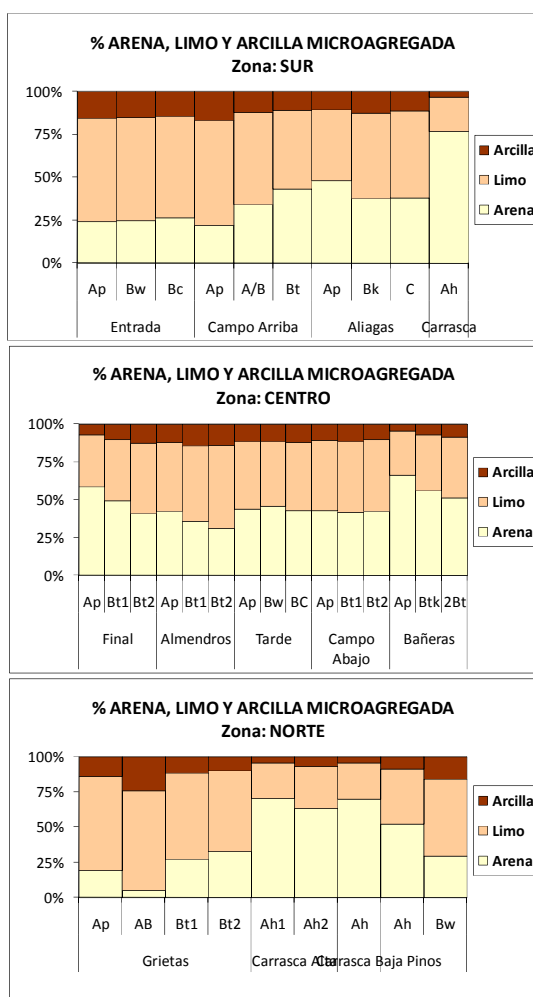 % ARENA, LIMO Y ARCILLA MICROAGREGADA
Zona: SUR
100%
75%
50%
25%
0%
Arcilla
Limo
Arena
Ap Bw Bc Ap A/B Bt Ap Bk C Ah
Entrada Campo Arriba Aliagas Carrasca
% ARENA, LIMO Y ARCILLA MICROAGREGADA
Zona: CENTRO
100%
75%
50%
25%
0%
Arcilla
Limo
Arena
Ap Bt1 Bt2 Ap Bt1 Bt2 Ap Bw BC Ap Bt1 Bt2 Ap Btk 2Bt
Final Almendros Tarde Campo Bañeras
Abajo
% ARENA, LIMO Y ARCILLA MICROAGREGADA
Zona: NORTE
100%
75%
50%
25%
0%
Arcilla
Limo
Arena
Ap AB Bt1 Bt2 Ah1 Ah2 Ah Ah Bw
Grietas Carrasca Alta Carrasca Baja Pinos